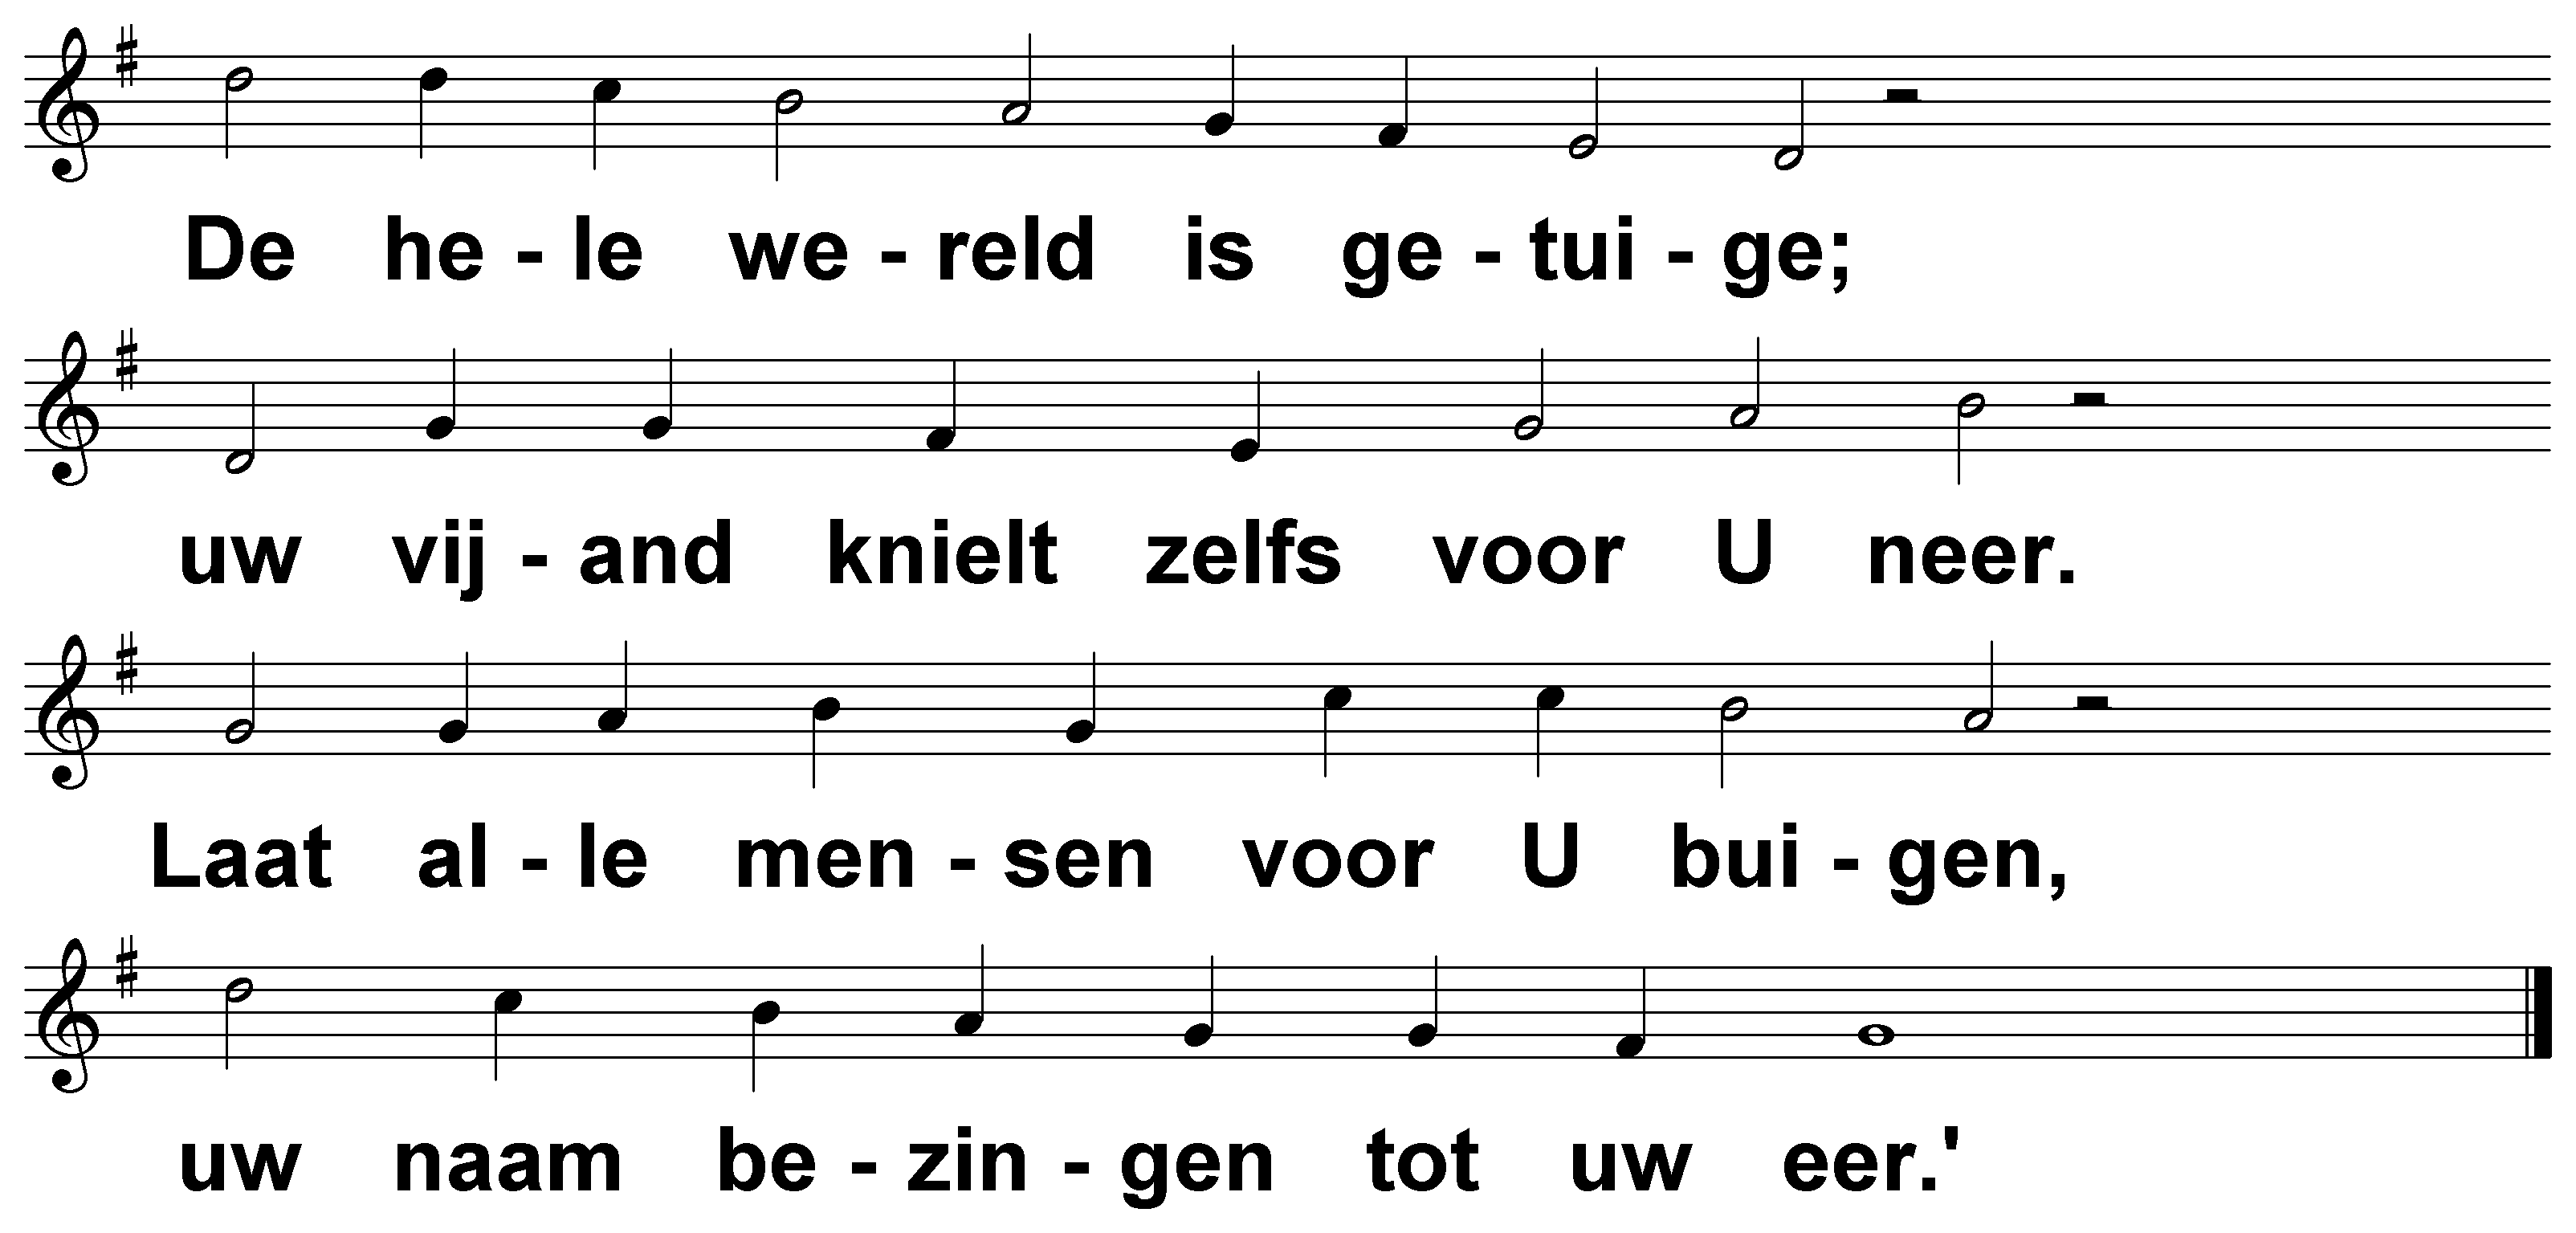 De he - le we - reld is ge - tui - ge;
uw vij - and knielt zelfs voor U neer.
Laat al - le men - sen voor U bui - gen,
uw naam be - zin - gen tot uw eer.'